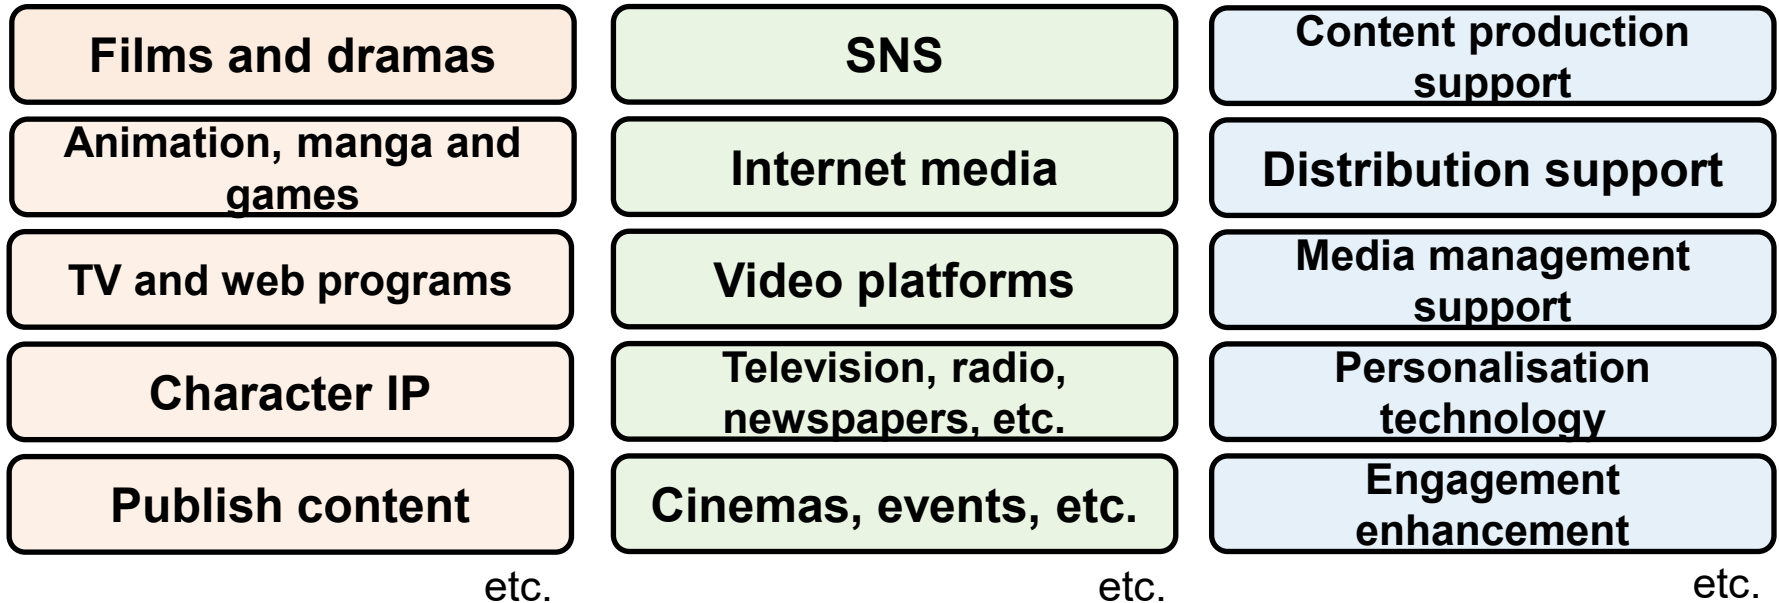 Films and dramas
Animation, manga and
games
TV and web programs
Character IP
Publish content
etc.
SNS
Internet media
Video platforms
Television, radio,
newspapers, etc.
Cinemas, events, etc.
etc.
Content production
support
Distribution support
Media management
support
Personalisation
technology
Engagement
enhancement
etc.